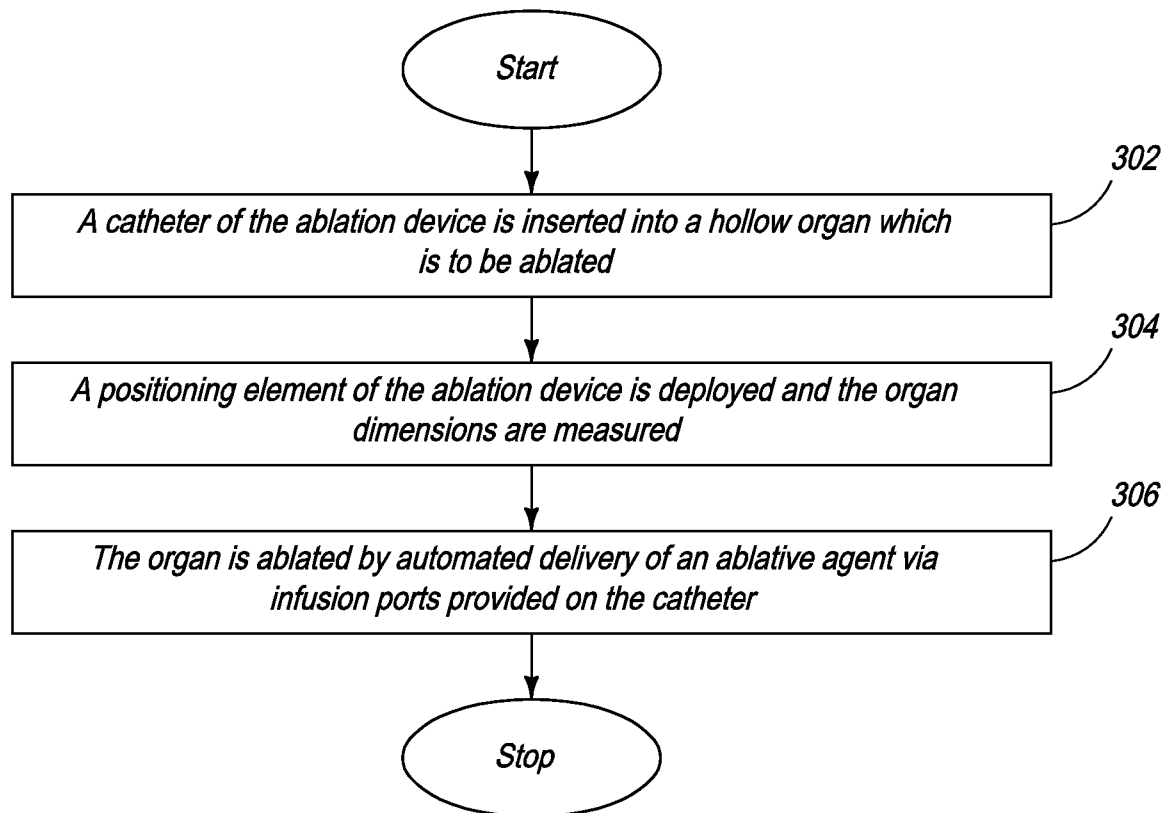 Start
302
A catheter of the ablation device is inserted into a hollow organ which
is to be ablated
304
A positioning element of the ablation device is deployed and the organ
dimensions are measured
306
The organ is ablated by automated delivery of an ablative agent via
infusion ports provided on the catheter
Stop